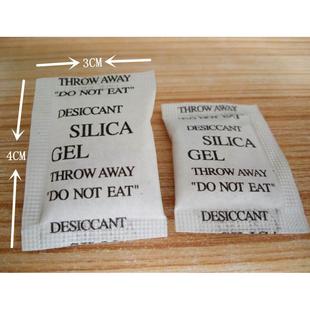 3CM
4CM
THROW AWAY
"DO NOT EAT"
DESICCANT
SILICA
GEL
THROW AWAY
"DO NOT EAT"
DESICCANT
THROW AWAY
DESICCANT
SILICA
GEL
THROW AWAY
"DO NOT EAT"
DESICCANT